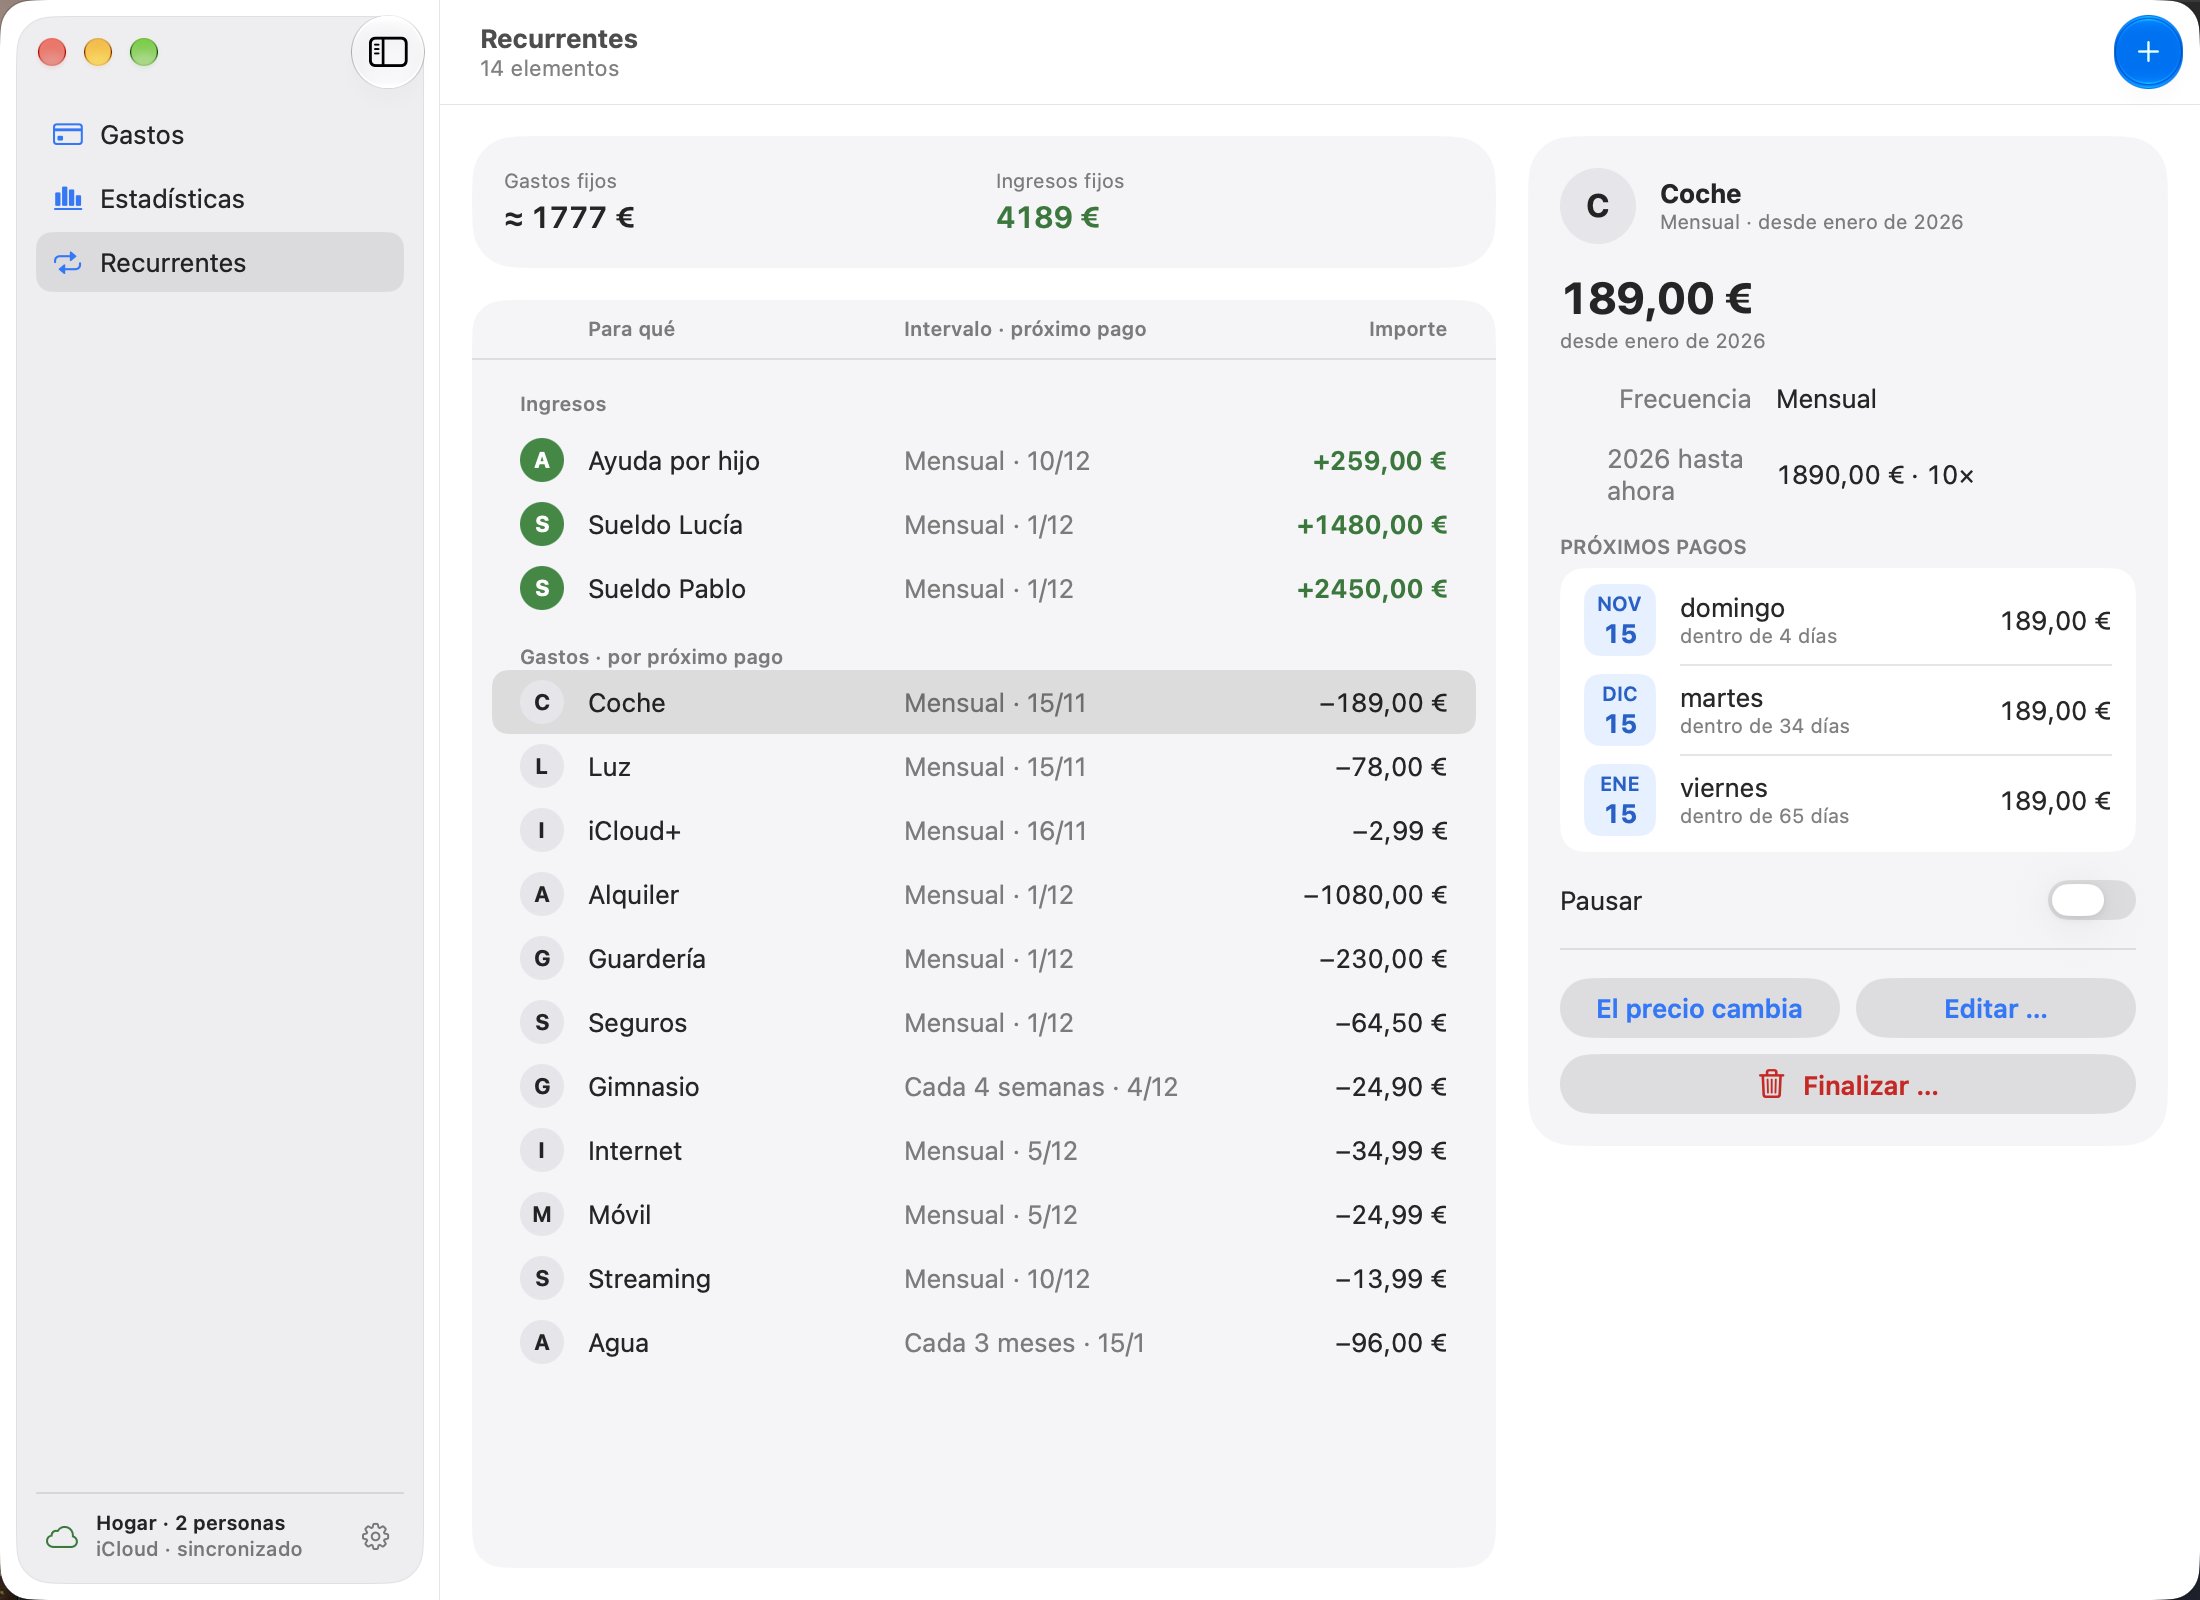 Gastos
Estadísticas
Recurrentes
Hogar · 2 personas
iCloud · sincronizado
Recurrentes
14 elementos
Gastos fijos
≈ 1777 €
Ingresos fijos
4189 €
Para qué Intervalo · próximo pago Importe
Ingresos
A Ayuda por hijo Mensual · 10/12 +259,00 €
S Sueldo Lucía Mensual · 1/12 +1480,00 €
S Sueldo Pablo Mensual · 1/12 +2450,00 €
Gastos · por próximo pago
C Coche Mensual · 15/11 −189,00 €
L Luz Mensual · 15/11 −78,00 €
I iCloud+ Mensual · 16/11 −2,99 €
A Alquiler Mensual · 1/12 −1080,00 €
G Guardería Mensual · 1/12 −230,00 €
S Seguros Mensual · 1/12 −64,50 €
G Gimnasio Cada 4 semanas · 4/12 −24,90 €
I Internet Mensual · 5/12 −34,99 €
M Móvil Mensual · 5/12 −24,99 €
S Streaming Mensual · 10/12 −13,99 €
A Agua Cada 3 meses · 15/1 −96,00 €
C
Coche
Mensual · desde enero de 2026
189,00 €
desde enero de 2026
Frecuencia Mensual
2026 hasta
ahora
1890,00 € · 10×
PRÓXIMOS PAGOS
NOV
15
domingo
dentro de 4 días
189,00 €
DIC
15
martes
dentro de 34 días
189,00 €
ENE
15
viernes
dentro de 65 días
189,00 €
Pausar
El precio cambia
Editar ...
Finalizar ...